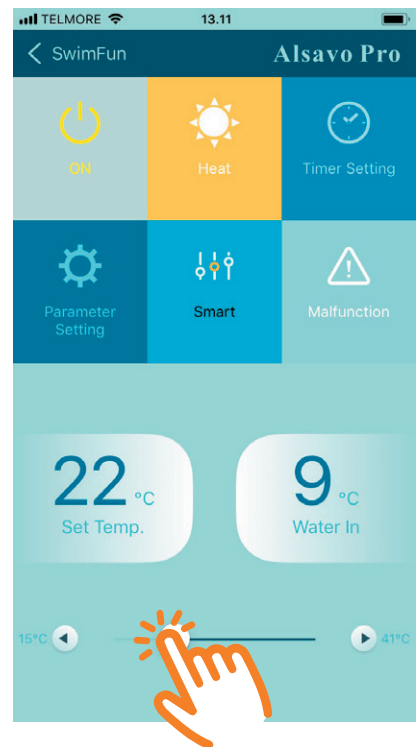 TELMORE 13.11
SwimFun Alsavo Pro
ON Heat Timer Setting
Parameter
Setting
Smart Malfunction
22 °C 9 °C
Set Temp. Water In
15°C 41°C